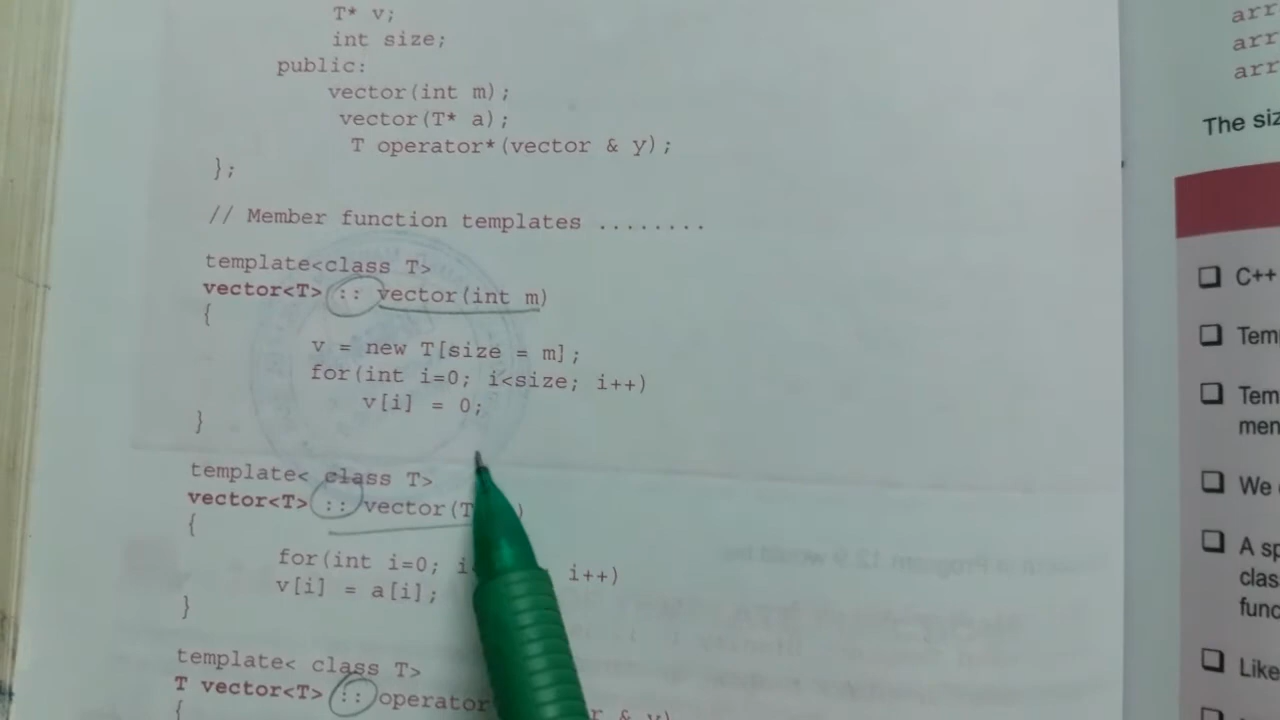 T* v;
int size;
public:
vector(int m);
vector(T* a);
T operator*(vector & y);
};
// Member function templates ........
template<class T>
vector<T> :: vector(int m)
{
v = new T[size = m];
for(int i=0; i<size; i++)
v[i] = 0;
}
template< class T>
vector<T> :: vector(T )
{
for(int i=0; i++)
v[i] = a[i];
}
template< class T>
T vector<T> :: operator & y)
{
arr
arr
arr
The siz
C++
Tem
Tem
men
We
A sp
clas
func
Like